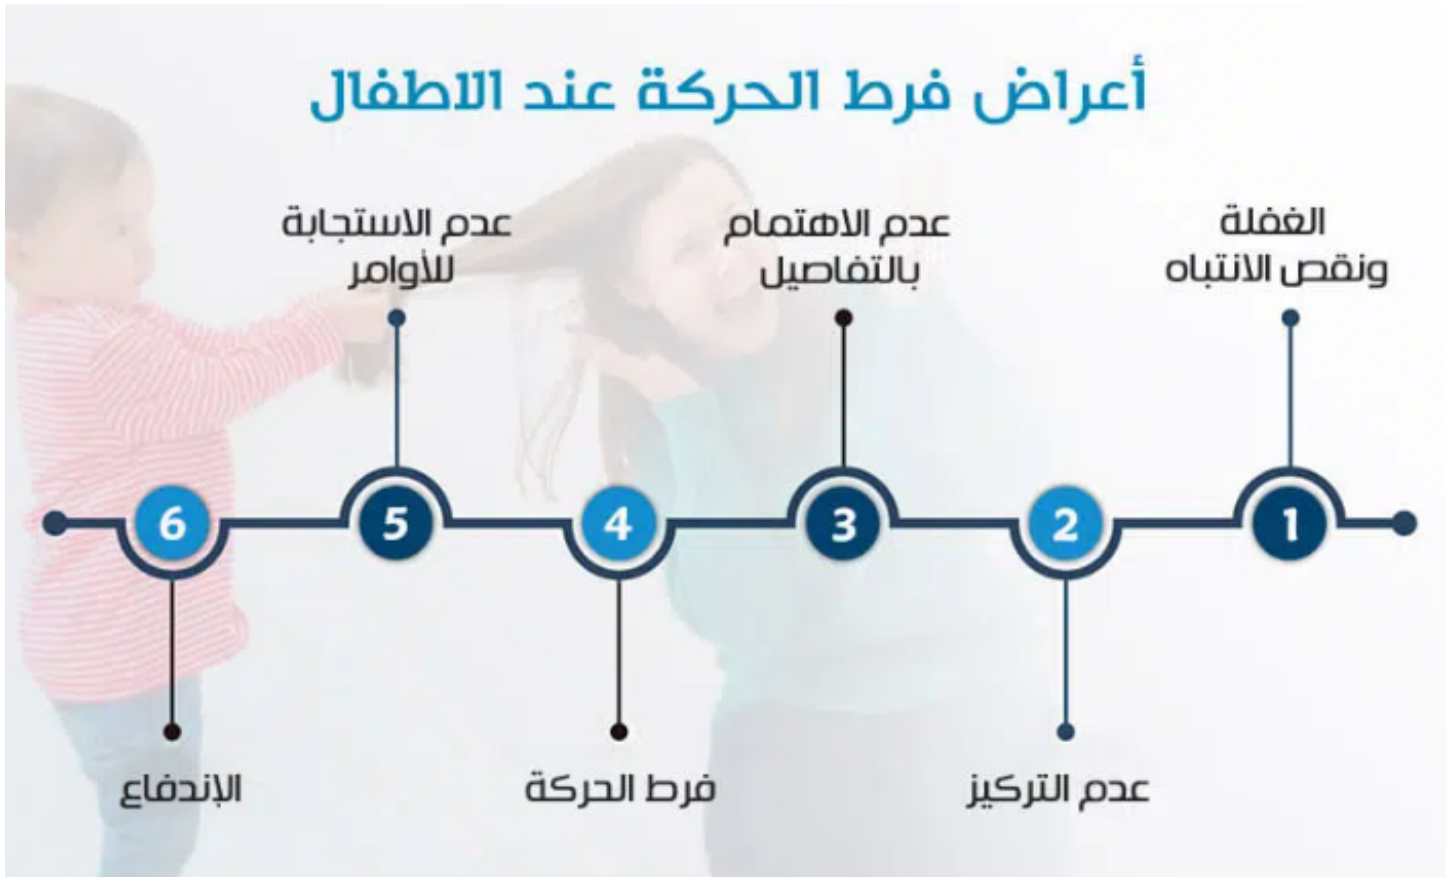 أعراض فرط الحركة عند الاطفال
الغفلة
ونقص الانتباه
1
2
عدم التركيز
عدم الاهتمام
بالتفاصيل
3
4
فرط الحركة
عدم الاستجابة
للأوامر
5
6
الإندفاع